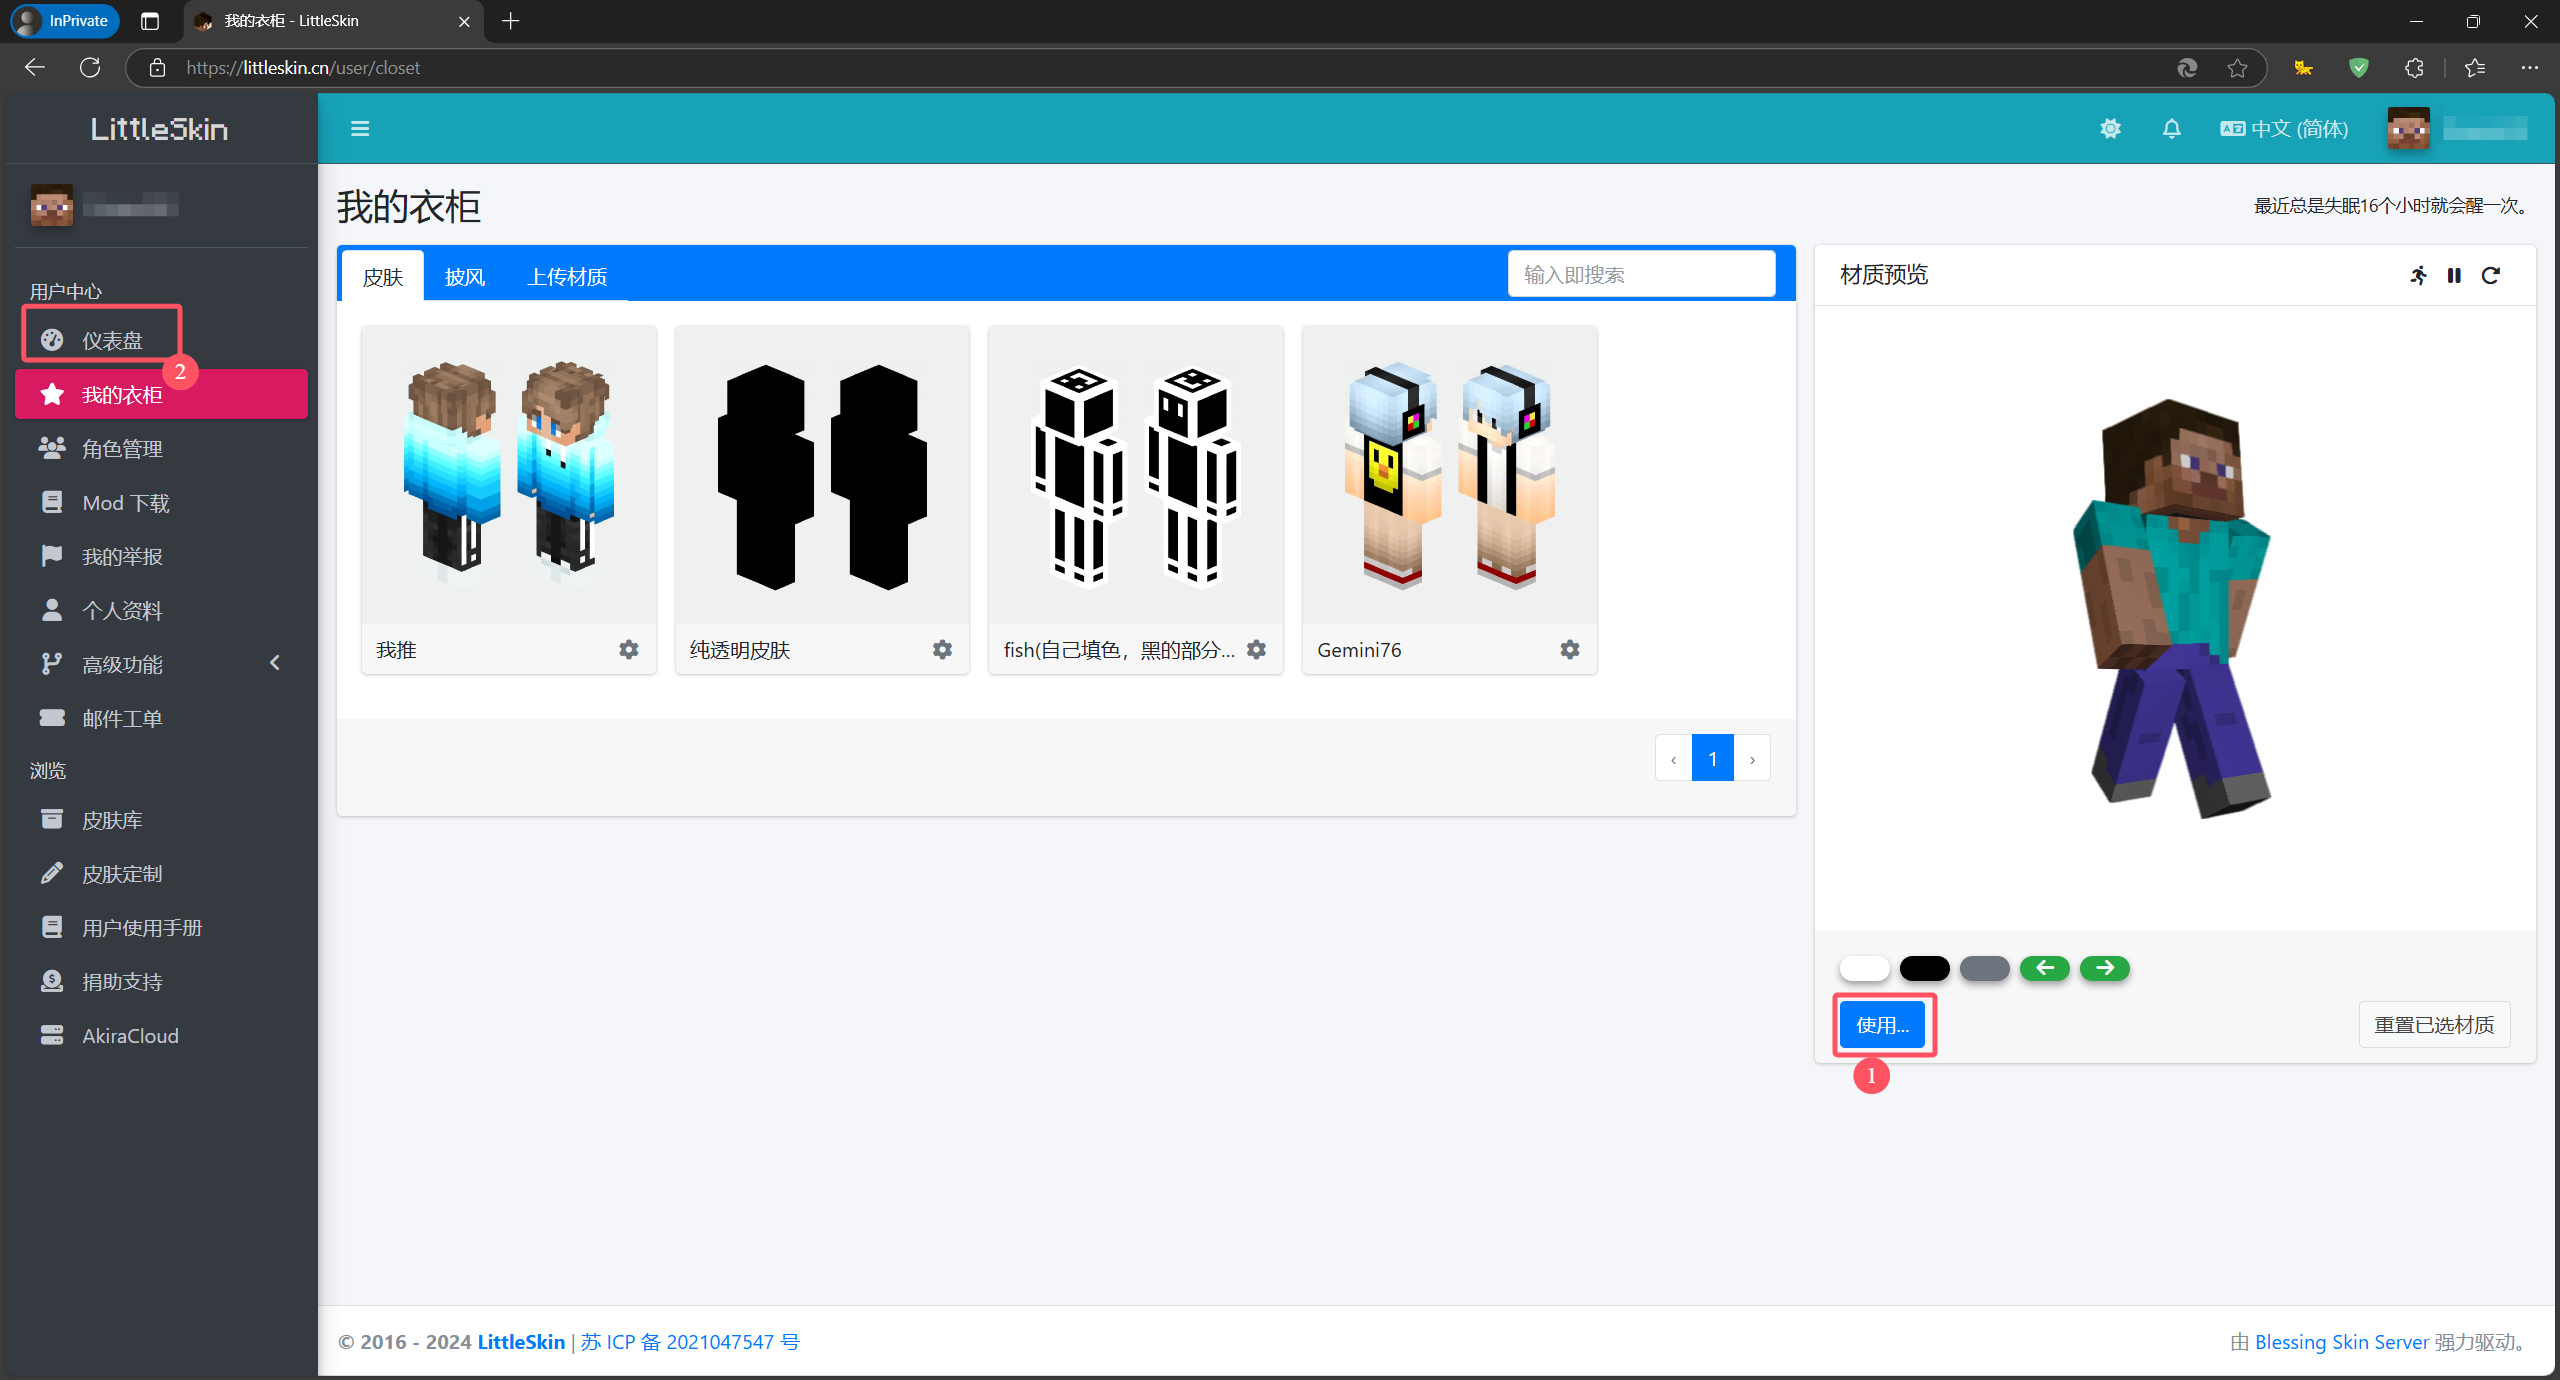 InPrivate
我的衣柜 - LittleSkin
https://littleskin.cn/user/closet
LittleSkin
中文 (简体)
用户中心
仪表盘
2
我的衣柜
角色管理
Mod 下载
我的举报
个人资料
高级功能
邮件工单
浏览
皮肤库
皮肤定制
用户使用手册
捐助支持
AkiraCloud
我的衣柜
最近总是失眠16个小时就会醒一次。
皮肤
披风
上传材质
输入即搜索
我推
纯透明皮肤
fish(自己填色，黑的部分...
Gemini76
‹ 1 ›
材质预览
使用...
重置已选材质
1
© 2016 - 2024 LittleSkin | 苏 ICP 备 2021047547 号
由 Blessing Skin Server 强力驱动。